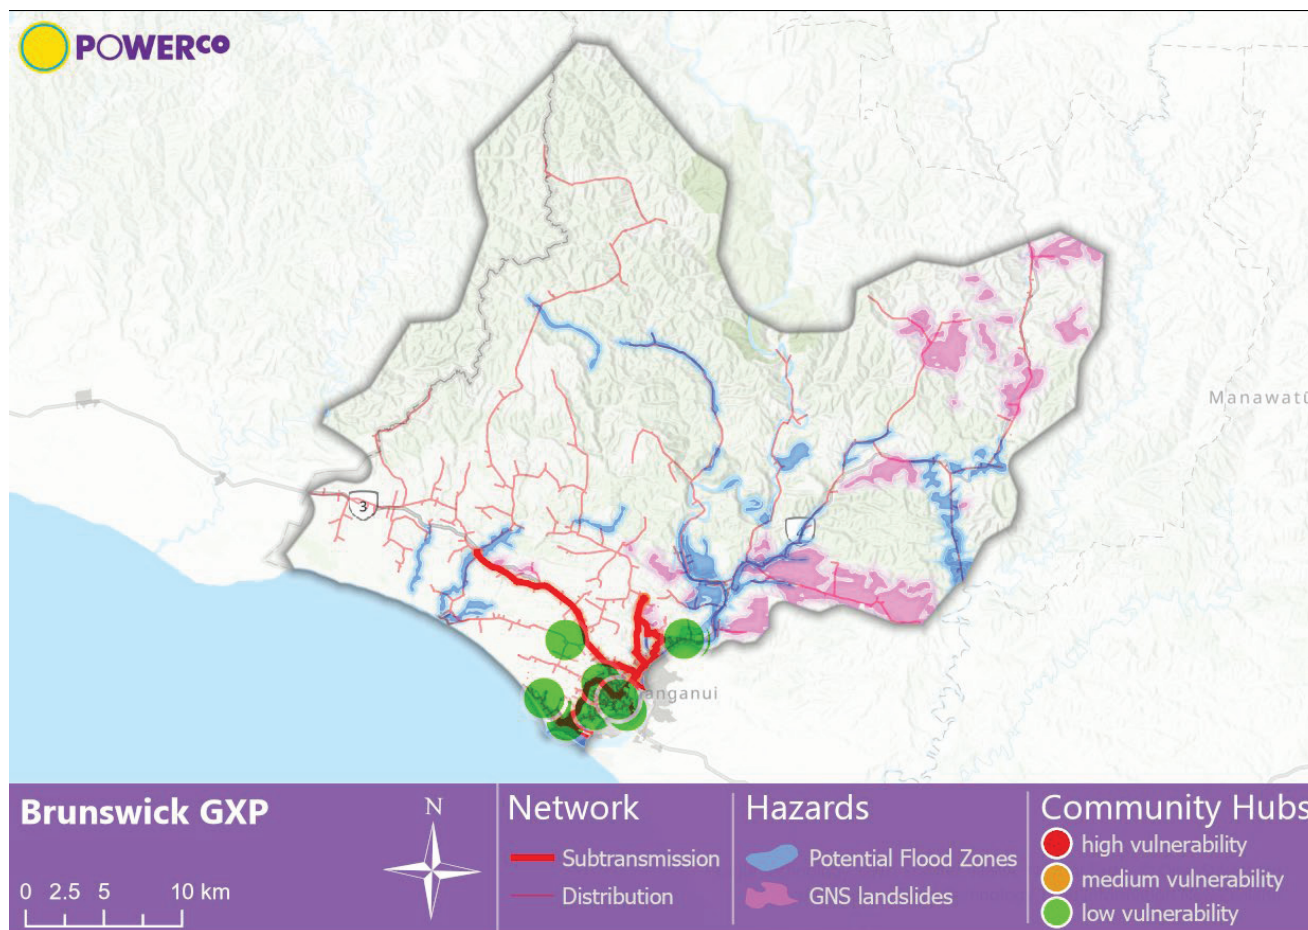 POWERCO
Manawatū
3
anganui
Brunswick GXP
N
0 2.5 5 10 km
Network
Subtransmission
Distribution
Hazards
Potential Flood Zones
GNS landslides
Community Hubs
high vulnerability
medium vulnerability
low vulnerability